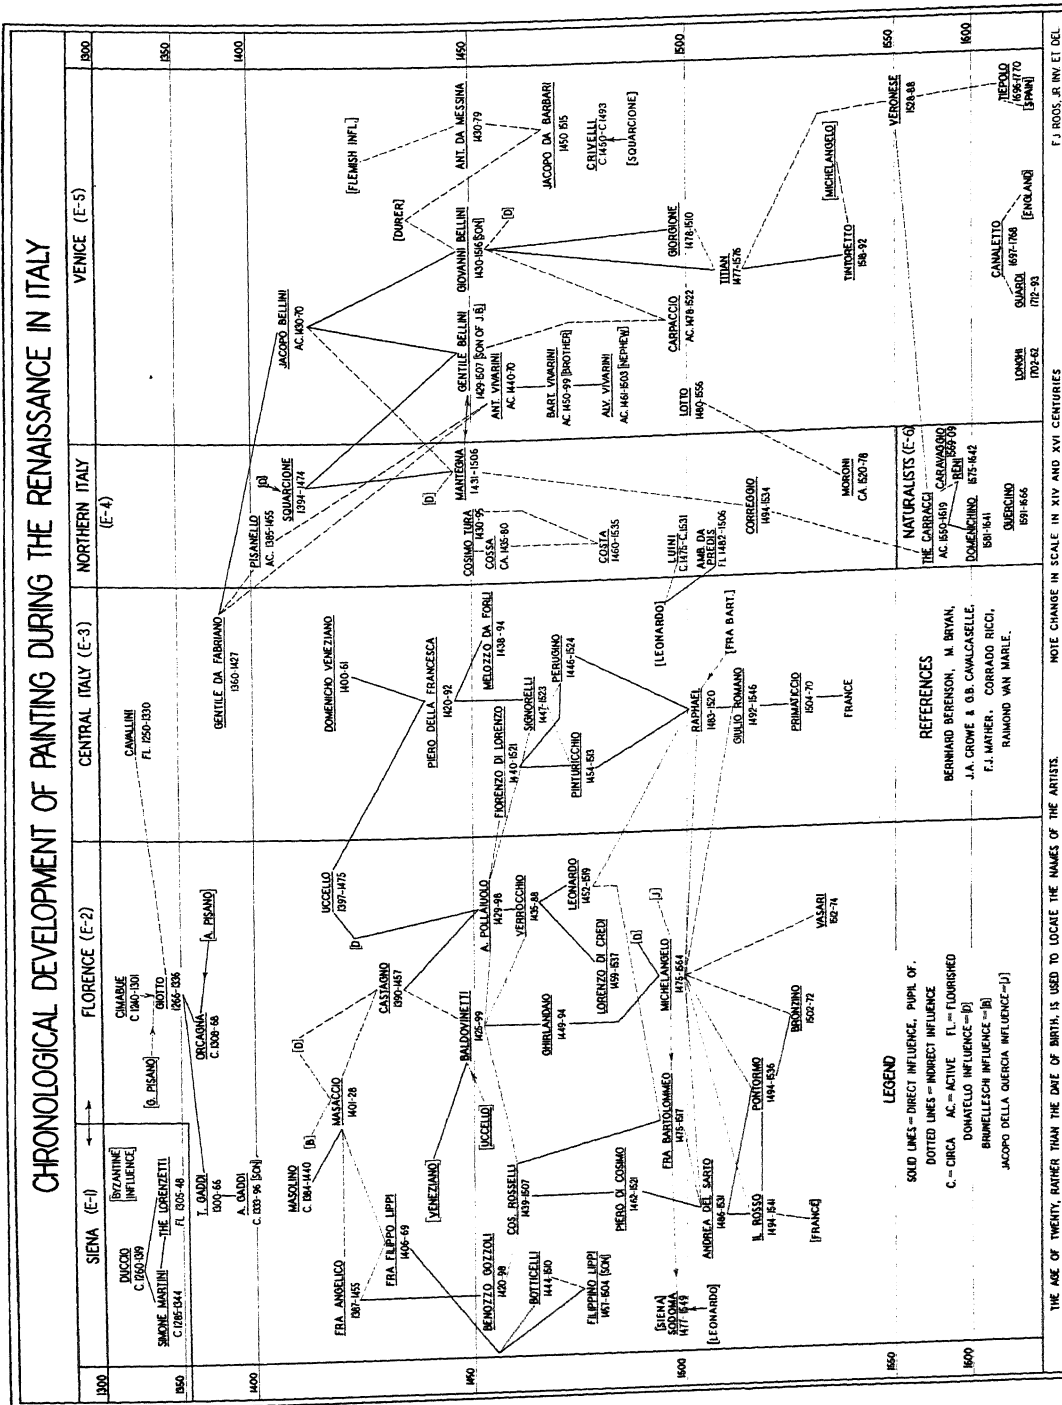 CHRONOLOGICAL DEVELOPMENT OF PAINTING DURING THE RENAISSANCE IN ITALY
SIENA (E-1)
FLORENCE (E-2)
CENTRAL ITALY (E-3)
NORTHERN ITALY
(E-4)
VENICE (E-5)
1300
1300
1350
1350
1400
1400
1450
1450
1500
1500
1550
1550
1600
1600
DUCCIO
C.1260-1319
[BYZANTINE
INFLUENCE]
SIMONE MARTINI
C.1285-1344
THE LORENZETTI
FL. 1305-48
T. GADDI
1300-66
A. GADDI
C. 1333-96 [SON]
CIMABUE
C. 1240-1301
[G. PISANO]
GIOTTO
1266-1336
ORCAGNA
C. 1308-68
[A. PISANO]
CAVALLINI
FL. 1250-1330
MASOLINO
C. 1384-1440
[B]
MASACCIO
1401-28
[D]
FRA ANGELICO
1387-1455
FRA FILIPPO LIPPI
1406-69
CASTAGNO
1390-1457
UCCELLO
1397-1475
[D]
GENTILE DA FABRIANO
1360-1427
DOMENICHO VENEZIANO
1400-61
PIERO DELLA FRANCESCA
1420-92
PISANELLO
AC. 1385-1455
[D]
SQUARCIONE
1394-1474
JACOPO BELLINI
AC. 1430-70
[DURER]
[FLEMISH INFL.]
[VENEZIANO]
[UCCELLO]
BENOZZO GOZZOLI
1420-98
COS. ROSSELLI
1439-1507
BOTTICELLI
1444-1510
FILIPPINO LIPPI
1457-1504 [SON]
PIERO DI COSIMO
1462-1521
BALDOVINETTI
1425-99
GHIRLANDAIO
1449-94
A. POLLAIUOLO
1429-98
VERROCCHIO
1435-88
LORENZO DI CREDI
1459-1537
LEONARDO
1452-1519
FIORENZO DI LORENZO
1440-1521
MELOZZO DA FORLI
1438-94
SIGNORELLI
1447-1523
PERUGINO
1446-1524
PINTURICCHIO
1454-1513
COSIMO TURA
1430-95
COSSA
CA. 1435-80
COSTA
1460-1535
[D]
MANTEGNA
1431-1506
GENTILE BELLINI
1429-1507 [SON OF J.B.]
ANT. VIVARINI
AC. 1440-70
BART. VIVARINI
AC 1450-99 [BROTHER]
ALV. VIVARINI
AC. 1461-1503 [NEPHEW]
GIOVANNI BELLINI
1430-1516 [SON]
[D]
ANT. DA MESSINA
1430-79
JACOPO DA BARBARI
1450-1515
CRIVELLI
C.1450-C.1493
[SQUARCIONE]
[SIENA]
SODOMA
1477-1549
[LEONARDO]
FRA BARTOLOMMEO
1475-1517
ANDREA DEL SARTO
1486-1531
IL ROSSO
1494-1541
[FRANCE]
[D]
[J]
MICHELANGELO
1475-1564
PONTORMO
1494-1536
BRONZINO
1502-72
VASARI
1512-74
[LEONARDO]
RAPHAEL
1483-1520
[FRA BART.]
GIULIO ROMANO
1492-1546
PRIMATICCIO
1504-70
FRANCE
LUINI
C.1475-C.1531
AMB. DA
PREDIS
FL 1482-1506
CORREGGIO
1494-1534
MORONI
CA. 1520-78
LOTTO
1480-1556
CARPACCIO
AC. 1478-1522
GIORGIONE
1478-1510
TITIAN
1477-1576
[MICHELANGELO]
TINTORETTO
1518-92
VERONESE
1528-88
NATURALISTS (E-6)
THE CARRACCI
AC. 1550-1619
CARAVAGGIO
1569-09
RENI
1575-1642
DOMENICHINO
1581-1641
QUERCINO
1591-1666
LONGHI
1702-62
CANALETTO
1697-1768
GUARDI
1712-93
[ENGLAND]
TIEPOLO
1696-1770
[SPAIN]
LEGEND
SOLID LINES = DIRECT INFLUENCE, PUPIL OF.
DOTTED LINES = INDIRECT INFLUENCE
C. = CIRCA AC. = ACTIVE FL. = FLOURISHED
DONATELLO INFLUENCE = [D]
BRUNELLESCHI INFLUENCE = [B]
JACOPO DELLA QUERCIA INFLUENCE = [J]
REFERENCES
BERNHARD BERENSON, M. BRYAN,
J.A. CROWE & G.B. CAVALCASELLE,
F.J. MATHER, CORRADO RICCI,
RAIMOND VAN MARLE.
THE AGE OF TWENTY, RATHER THAN THE DATE OF BIRTH, IS USED TO LOCATE THE NAMES OF THE ARTISTS.
NOTE CHANGE IN SCALE IN XIV AND XVI CENTURIES
F.J. ROOS, JR. INV. ET DEL.